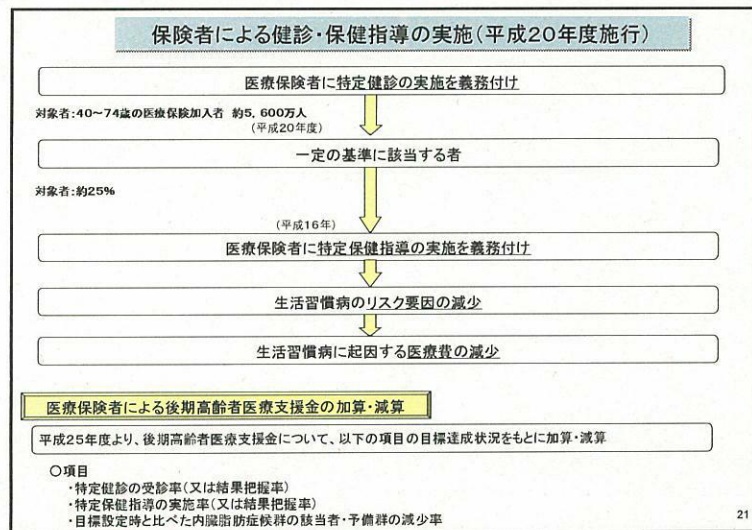 保険者による健診・保健指導の実施(平成20年度施行)
医療保険者に特定健診の実施を義務付け
対象者:40～74歳の医療保険加入者 約5,600万人
(平成20年度)
一定の基準に該当する者
対象者:約25%
(平成16年)
医療保険者に特定保健指導の実施を義務付け
生活習慣病のリスク要因の減少
生活習慣病に起因する医療費の減少
医療保険者による後期高齢者医療支援金の加算・減算
平成25年度より、後期高齢者医療支援金について、以下の項目の目標達成状況をもとに加算・減算
○項目
・特定健診の受診率(又は結果把握率)
・特定保健指導の実施率(又は結果把握率)
・目標設定時と比べた内臓脂肪症候群の該当者・予備群の減少率
21